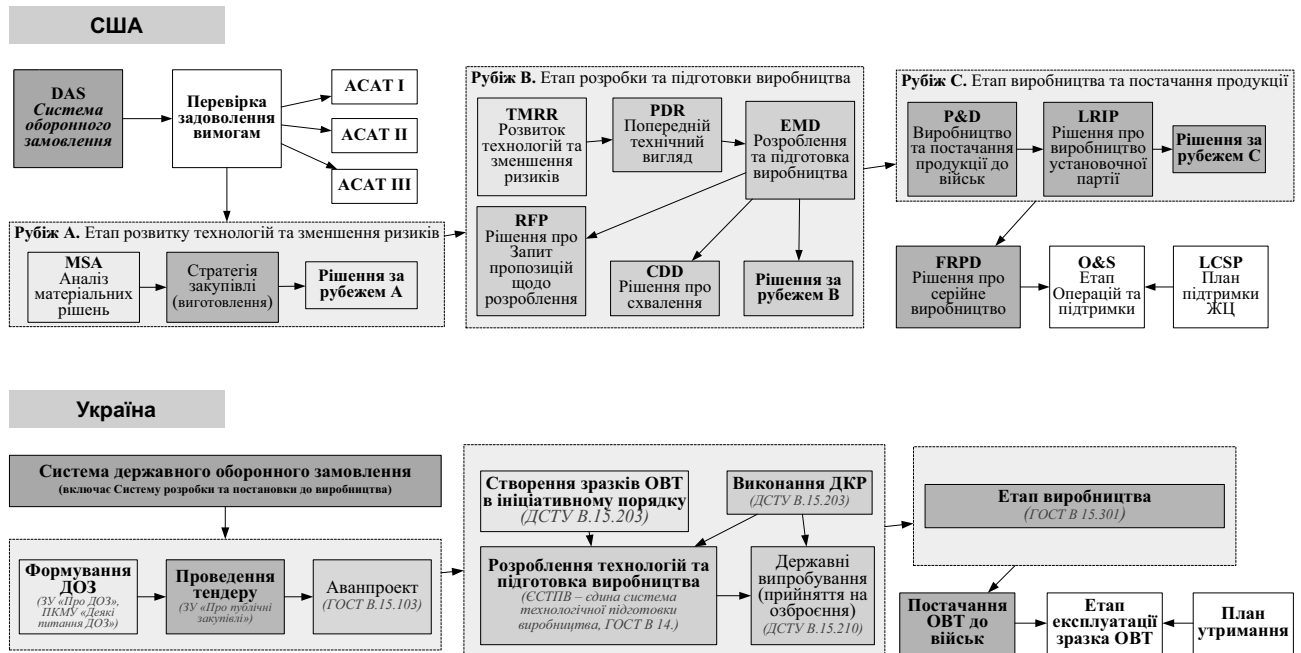 США
DAS
Система
оборонного
замовлення
Перевірка
задоволення
вимогам
АСАТ I
АСАТ II
АСАТ III
Рубіж А. Етап розвитку технологій та зменшення ризиків
MSA
Аналіз
матеріальних
рішень
Стратегія
закупівлі
(виготовлення)
Рішення за
рубежем А
Рубіж В. Етап розробки та підготовки виробництва
TMRR
Розвиток
технологій та
зменшення
ризиків
PDR
Попередній
технічний
вигляд
EMD
Розроблення
та підготовка
виробництва
RFP
Рішення про
Запит
пропозицій
щодо
розроблення
CDD
Рішення про
схвалення
Рішення за
рубежем В
Рубіж С. Етап виробництва та постачання продукції
P&D
Виробництво
та постачання
продукції до
військ
LRIP
Рішення про
виробництво
установочної
партії
Рішення за
рубежем С
FRPD
Рішення про
серійне
виробництво
O&S
Етап
Операцій та
підтримки
LCSP
План
підтримки
ЖЦ
Україна
Система державного оборонного замовлення
(включає Систему розробки та постановки до виробництва)
Формування
ДОЗ
(ЗУ «Про ДОЗ»,
ПКМУ «Деякі
питання ДОЗ»)
Проведення
тендеру
(ЗУ «Про публічні
закупівлі»)
Аванпроект
(ГОСТ В.15.103)
Створення зразків ОВТ
в ініціативному порядку
(ДСТУ В.15.203)
Виконання ДКР
(ДСТУ В.15.203)
Розроблення технологій та
підготовка виробництва
(ЄСТПВ – єдина система
технологічної підготовки
виробництва, ГОСТ В 14.)
Державні
випробування
(прийняття на
озброєння)
(ДСТУ В.15.210)
Етап виробництва
(ГОСТ В 15.301)
Постачання
ОВТ до
військ
Етап
експлуатації
зразка ОВТ
План
утримання